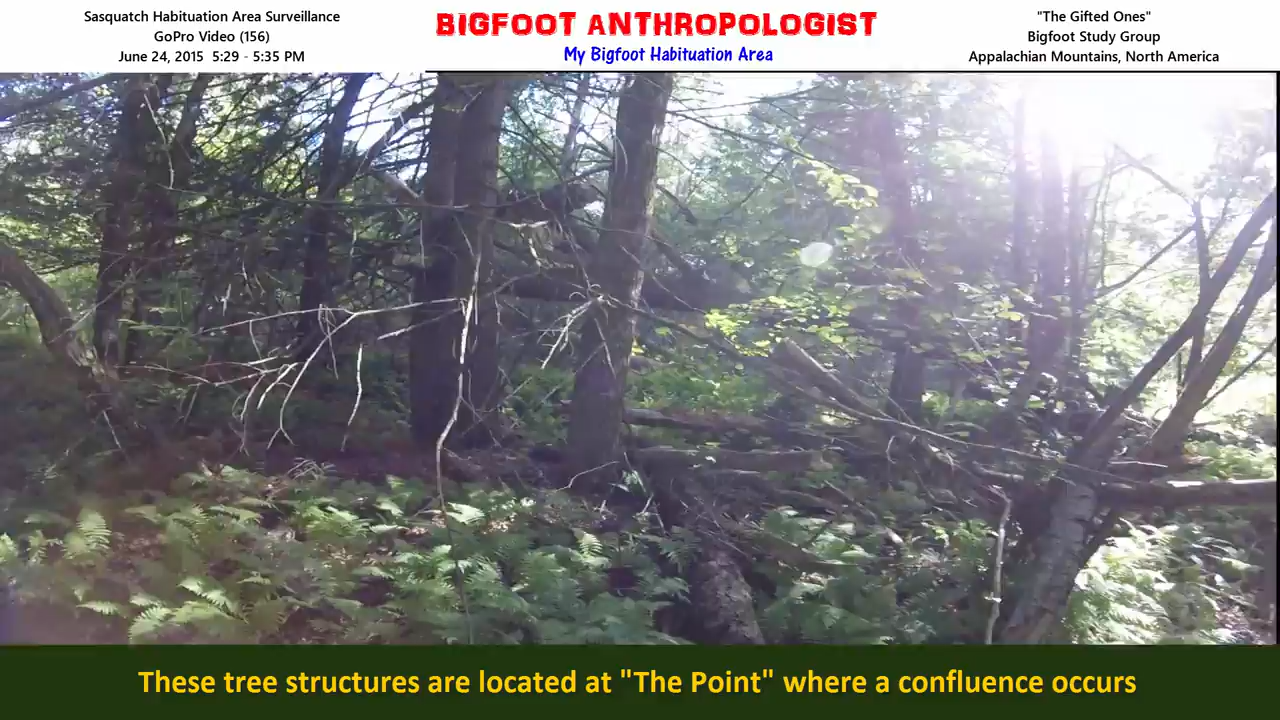 Sasquatch Habituation Area Surveillance
GoPro Video (156)
June 24, 2015 5:29 - 5:35 PM
BIGFOOT ANTHROPOLOGIST
My Bigfoot Habituation Area
"The Gifted Ones"
Bigfoot Study Group
Appalachian Mountains, North America
These tree structures are located at "The Point" where a confluence occurs